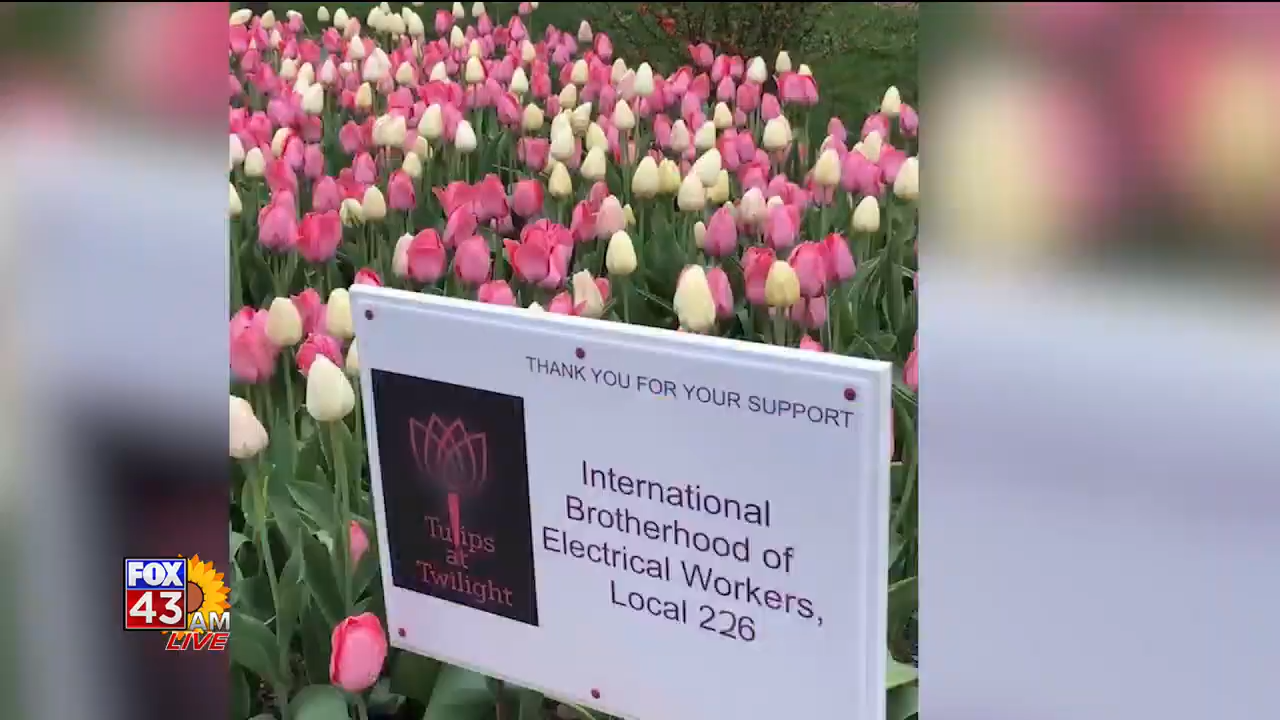 THANK YOU FOR YOUR SUPPORT
Tulips
at
Twilight
International
Brotherhood of
Electrical Workers,
Local 226
FOX
43
AM
LIVE